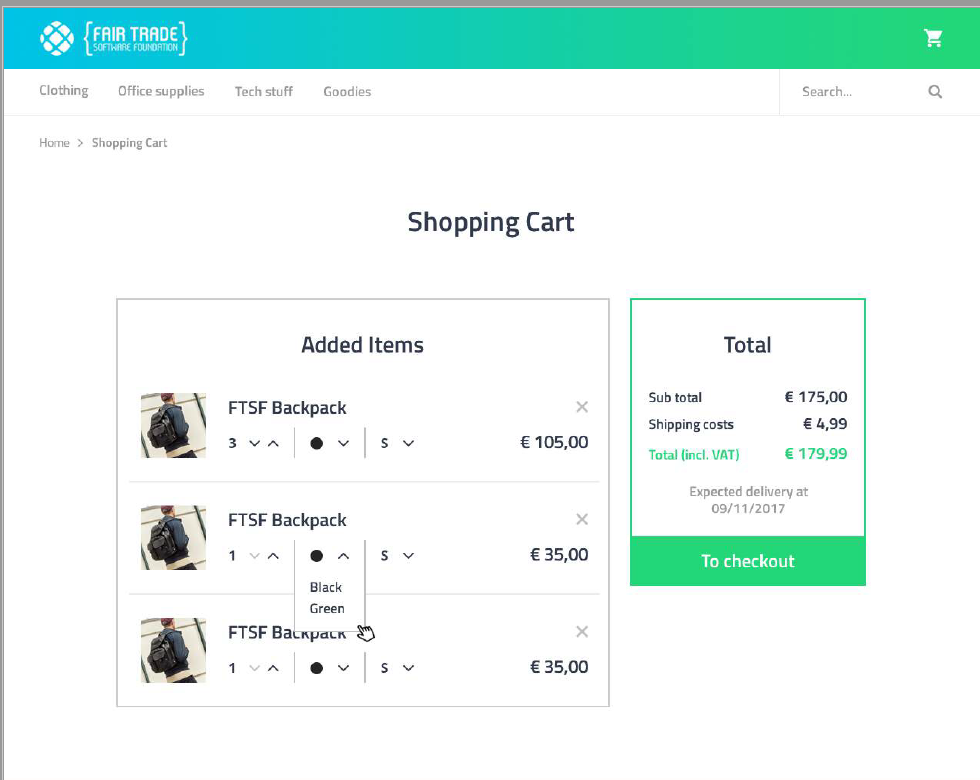 FAIR TRADE
SOFTWARE FOUNDATION
Clothing Office supplies Tech stuff Goodies Search...
Home > Shopping Cart
Shopping Cart
Added Items
FTSF Backpack
3 S € 105,00
FTSF Backpack
1 S € 35,00
Black
Green
FTSF Backpack
1 S € 35,00
Total
Sub total € 175,00
Shipping costs € 4,99
Total (incl. VAT) € 179,99
Expected delivery at
09/11/2017
To checkout